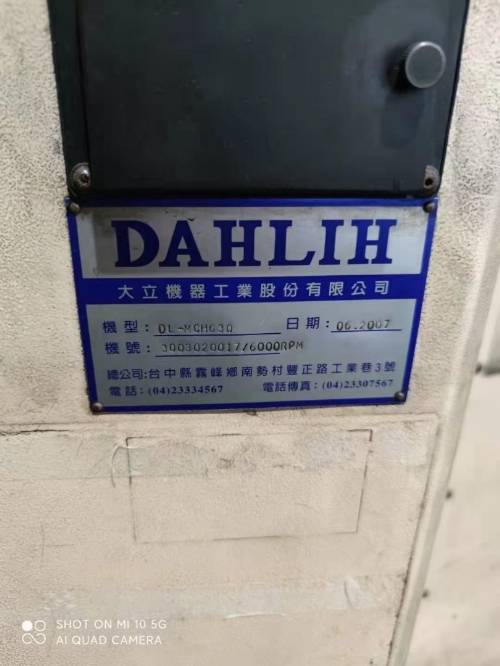 DAHLIH
大立機器工業股份有限公司
機型: DL-MCH630 日期: 06.2007
機號: 3003020017/6000RPM
總公司:台中縣霧峰鄉南勢村豐正路工業巷3號
電話:(04)23334567 電話傳真:(04)23307567
SHOT ON MI 10 5G
AI QUAD CAMERA